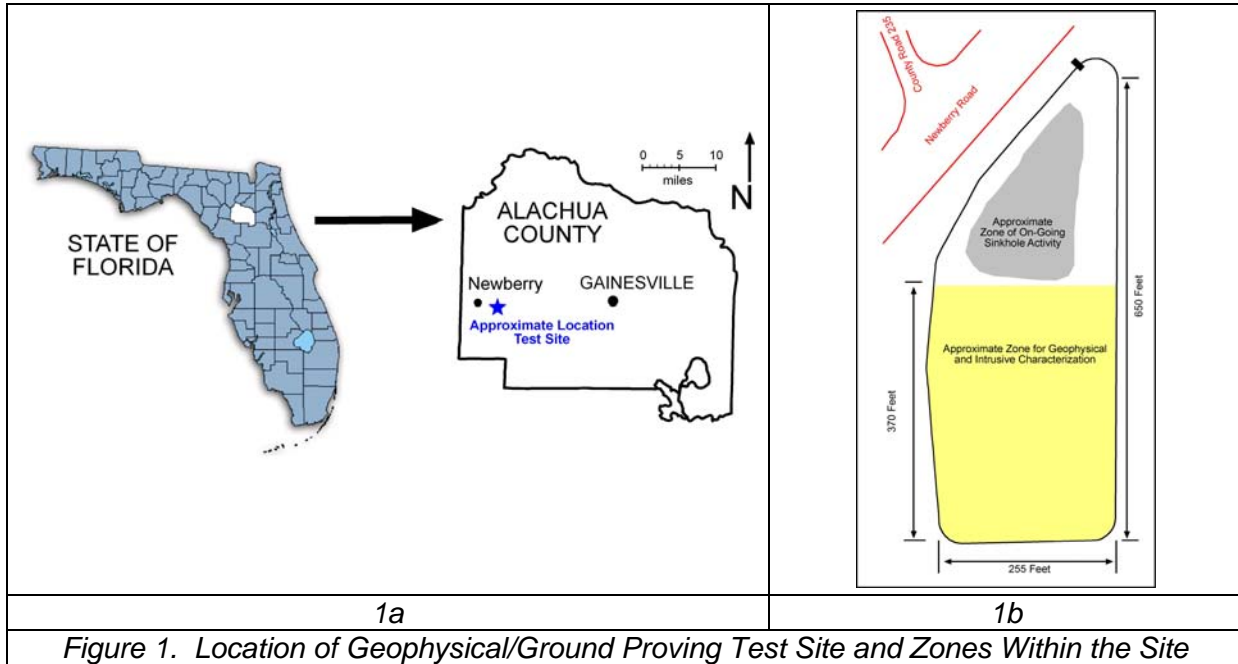 STATE OF
FLORIDA
ALACHUA
COUNTY
0 5 10
miles
N
Newberry
GAINESVILLE
Approximate Location
Test Site
County Road 235
Newberry Road
Approximate
Zone of On-Going
Sinkhole Activity
650 Feet
Approximate Zone for Geophysical
and Intrusive Characterization
370 Feet
255 Feet
1a
1b
Figure 1. Location of Geophysical/Ground Proving Test Site and Zones Within the Site